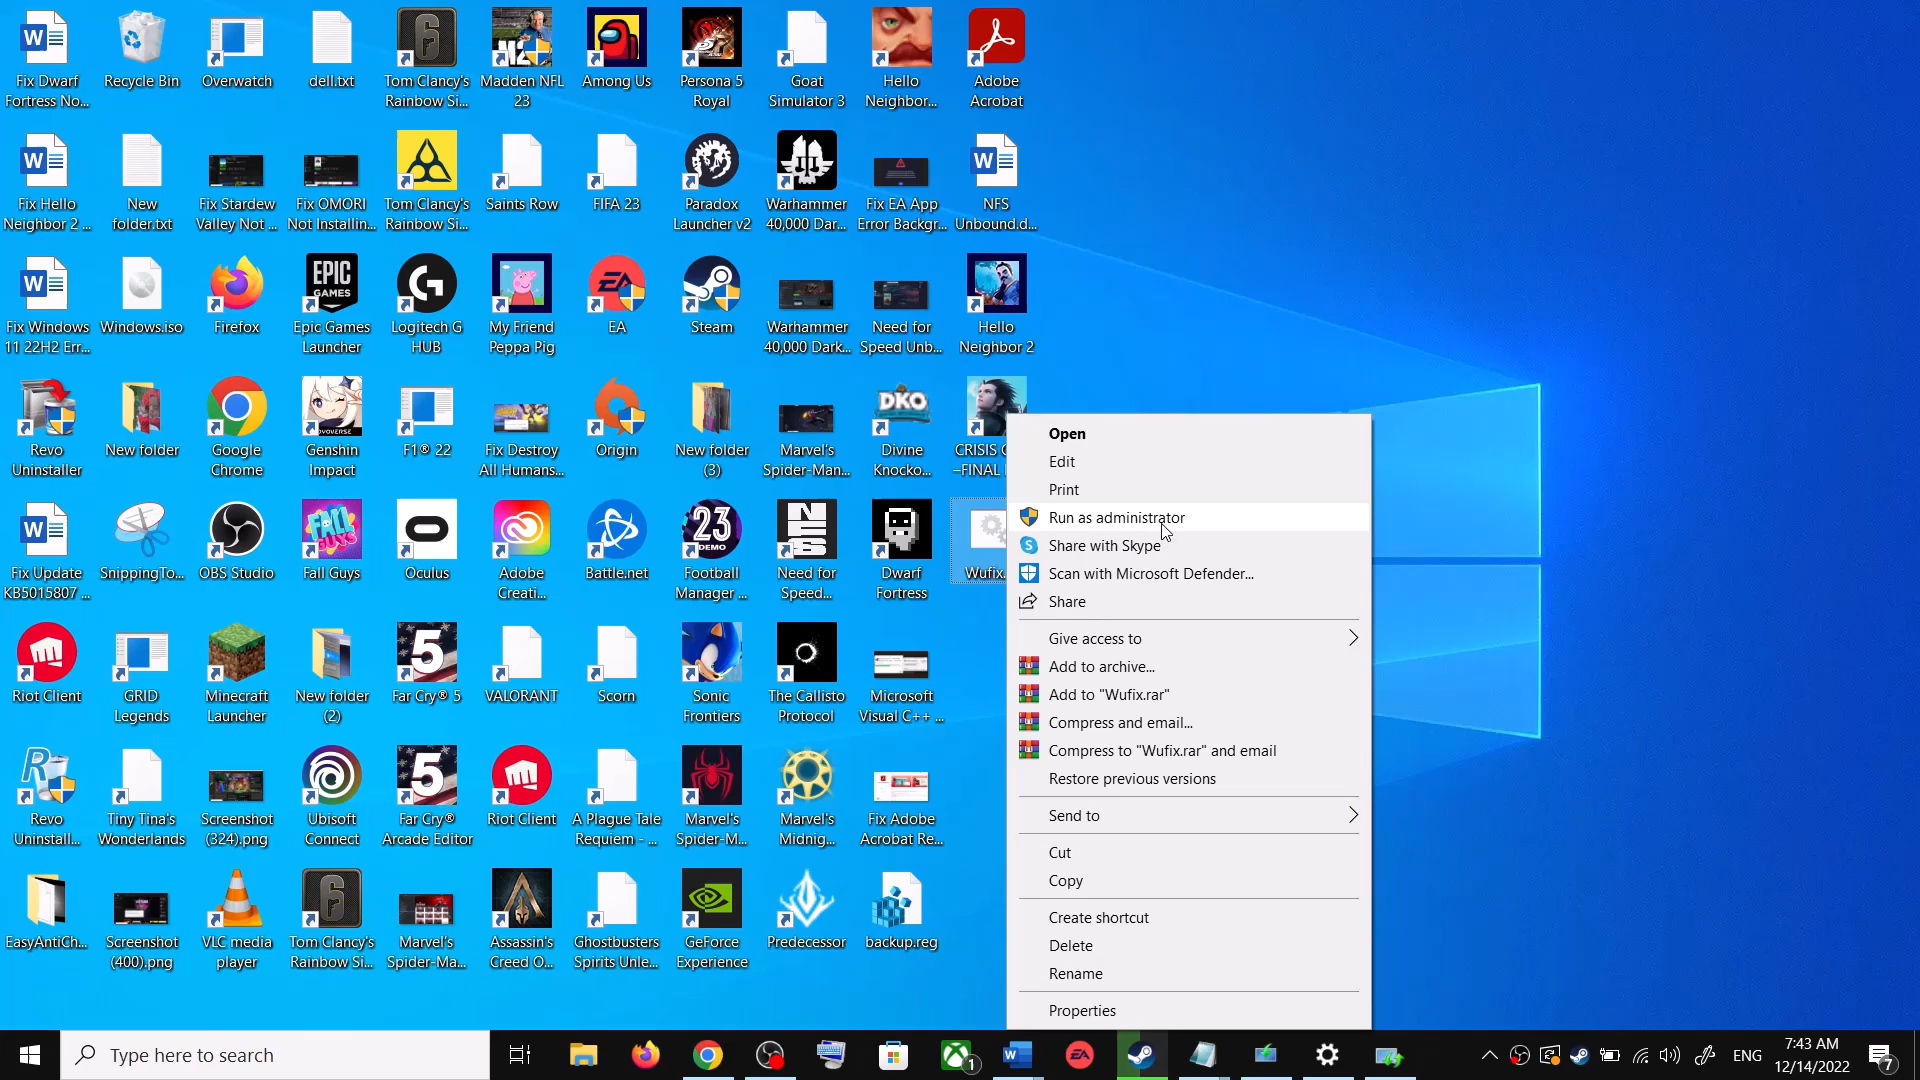 Fix Dwarf
Fortress No...
Recycle Bin
Overwatch
dell.txt
Tom Clancy's
Rainbow Si...
Madden NFL
23
Among Us
Persona 5
Royal
Goat
Simulator 3
Hello
Neighbor...
Adobe
Acrobat
Fix Hello
Neighbor 2 ...
New
folder.txt
Fix Stardew
Valley Not ...
Fix OMORI
Not Installin...
Tom Clancy's
Rainbow Si...
Saints Row
FIFA 23
Paradox
Launcher v2
Warhammer
40,000 Dar...
Fix EA App
Error Backgr...
NFS
Unbound.d...
Fix Windows
11 22H2 Err...
Windows.iso
Firefox
EPIC
GAMES
Epic Games
Launcher
Logitech G
HUB
My Friend
Peppa Pig
EA
Steam
Warhammer
40,000 Dark...
Need for
Speed Unb...
Hello
Neighbor 2
Revo
Uninstaller
New folder
Google
Chrome
Genshin
Impact
F1® 22
Fix Destroy
All Humans...
Origin
New folder
(3)
Marvel's
Spider-Man...
DKO
Divine
Knocko...
CRISIS C
–FINAL
Fix Update
KB5015807 ...
SnippingTo...
OBS Studio
FALL
GUYS
Fall Guys
Oculus
Adobe
Creati...
Battle.net
23
DEMO
Football
Manager ...
Need for
Speed...
Dwarf
Fortress
Wufix.
Riot Client
GRID
Legends
Minecraft
Launcher
New folder
(2)
5
Far Cry® 5
VALORANT
Scorn
Sonic
Frontiers
The Callisto
Protocol
Microsoft
Visual C++ ...
Revo
Uninstall...
Tiny Tina's
Wonderlands
Screenshot
(324).png
Ubisoft
Connect
5
Far Cry®
Arcade Editor
Riot Client
A Plague Tale
Requiem - ...
Marvel's
Spider-M...
Marvel's
Midnig...
Fix Adobe
Acrobat Re...
EasyAntiCh...
Screenshot
(400).png
VLC media
player
Tom Clancy's
Rainbow Si...
Marvel's
Spider-Ma...
Assassin's
Creed O...
Ghostbusters
Spirits Unle...
GeForce
Experience
Predecessor
backup.reg
Open
Edit
Print
Run as administrator
Share with Skype
Scan with Microsoft Defender...
Share
Give access to
Add to archive...
Add to "Wufix.rar"
Compress and email...
Compress to "Wufix.rar" and email
Restore previous versions
Send to
Cut
Copy
Create shortcut
Delete
Rename
Properties
Type here to search
1
EA
ENG
7:43 AM
12/14/2022
7